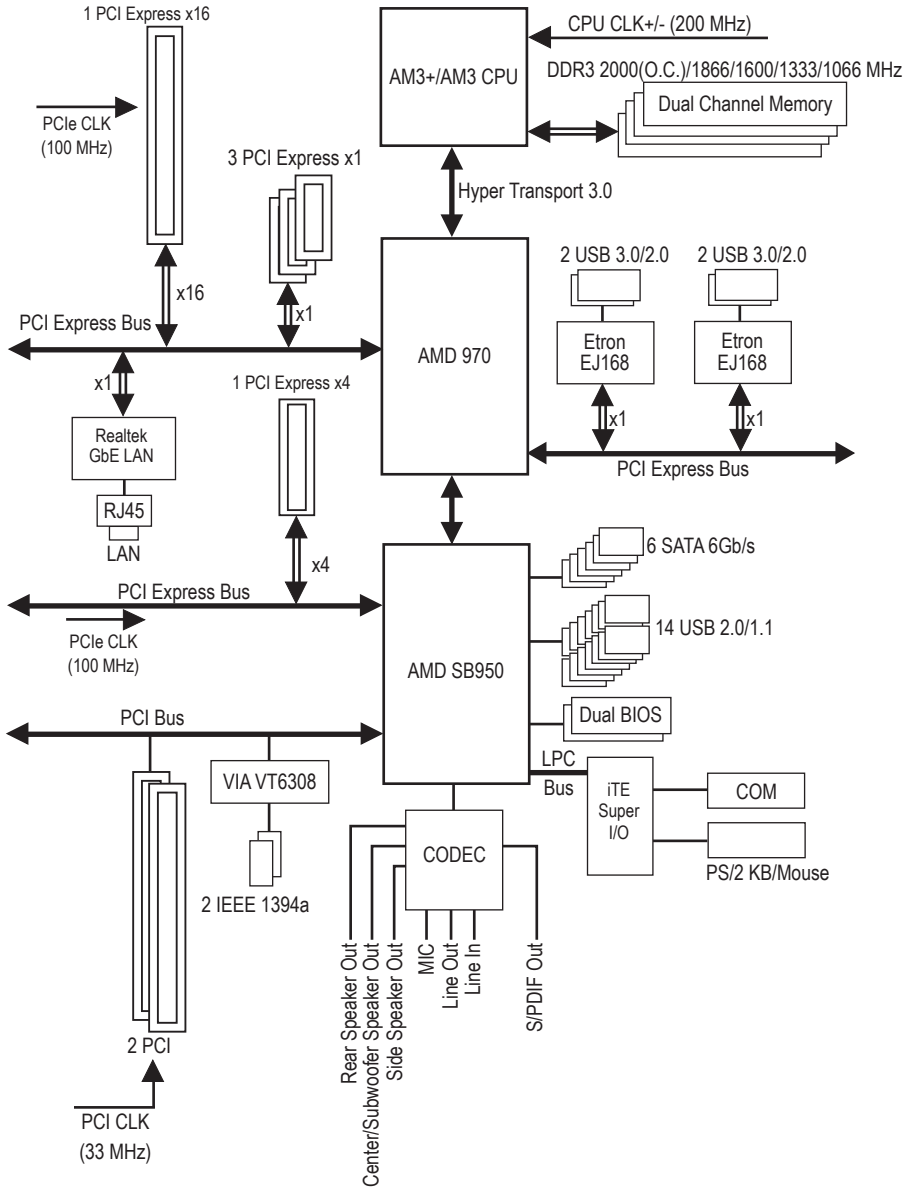 1 PCI Express x16
CPU CLK+/- (200 MHz)
AM3+/AM3 CPU
DDR3 2000(O.C.)/1866/1600/1333/1066 MHz
Dual Channel Memory
PCIe CLK
(100 MHz)
3 PCI Express x1
Hyper Transport 3.0
2 USB 3.0/2.0
2 USB 3.0/2.0
x16
x1
PCI Express Bus
AMD 970
Etron
EJ168
Etron
EJ168
x1
1 PCI Express x4
x1
x1
Realtek
GbE LAN
PCI Express Bus
RJ45
LAN
x4
6 SATA 6Gb/s
PCI Express Bus
14 USB 2.0/1.1
PCIe CLK
(100 MHz)
AMD SB950
Dual BIOS
PCI Bus
LPC
Bus
VIA VT6308
iTE
Super
I/O
COM
CODEC
PS/2 KB/Mouse
2 IEEE 1394a
Rear Speaker Out
Center/Subwoofer Speaker Out
Side Speaker Out
MIC
Line Out
Line In
S/PDIF Out
2 PCI
PCI CLK
(33 MHz)